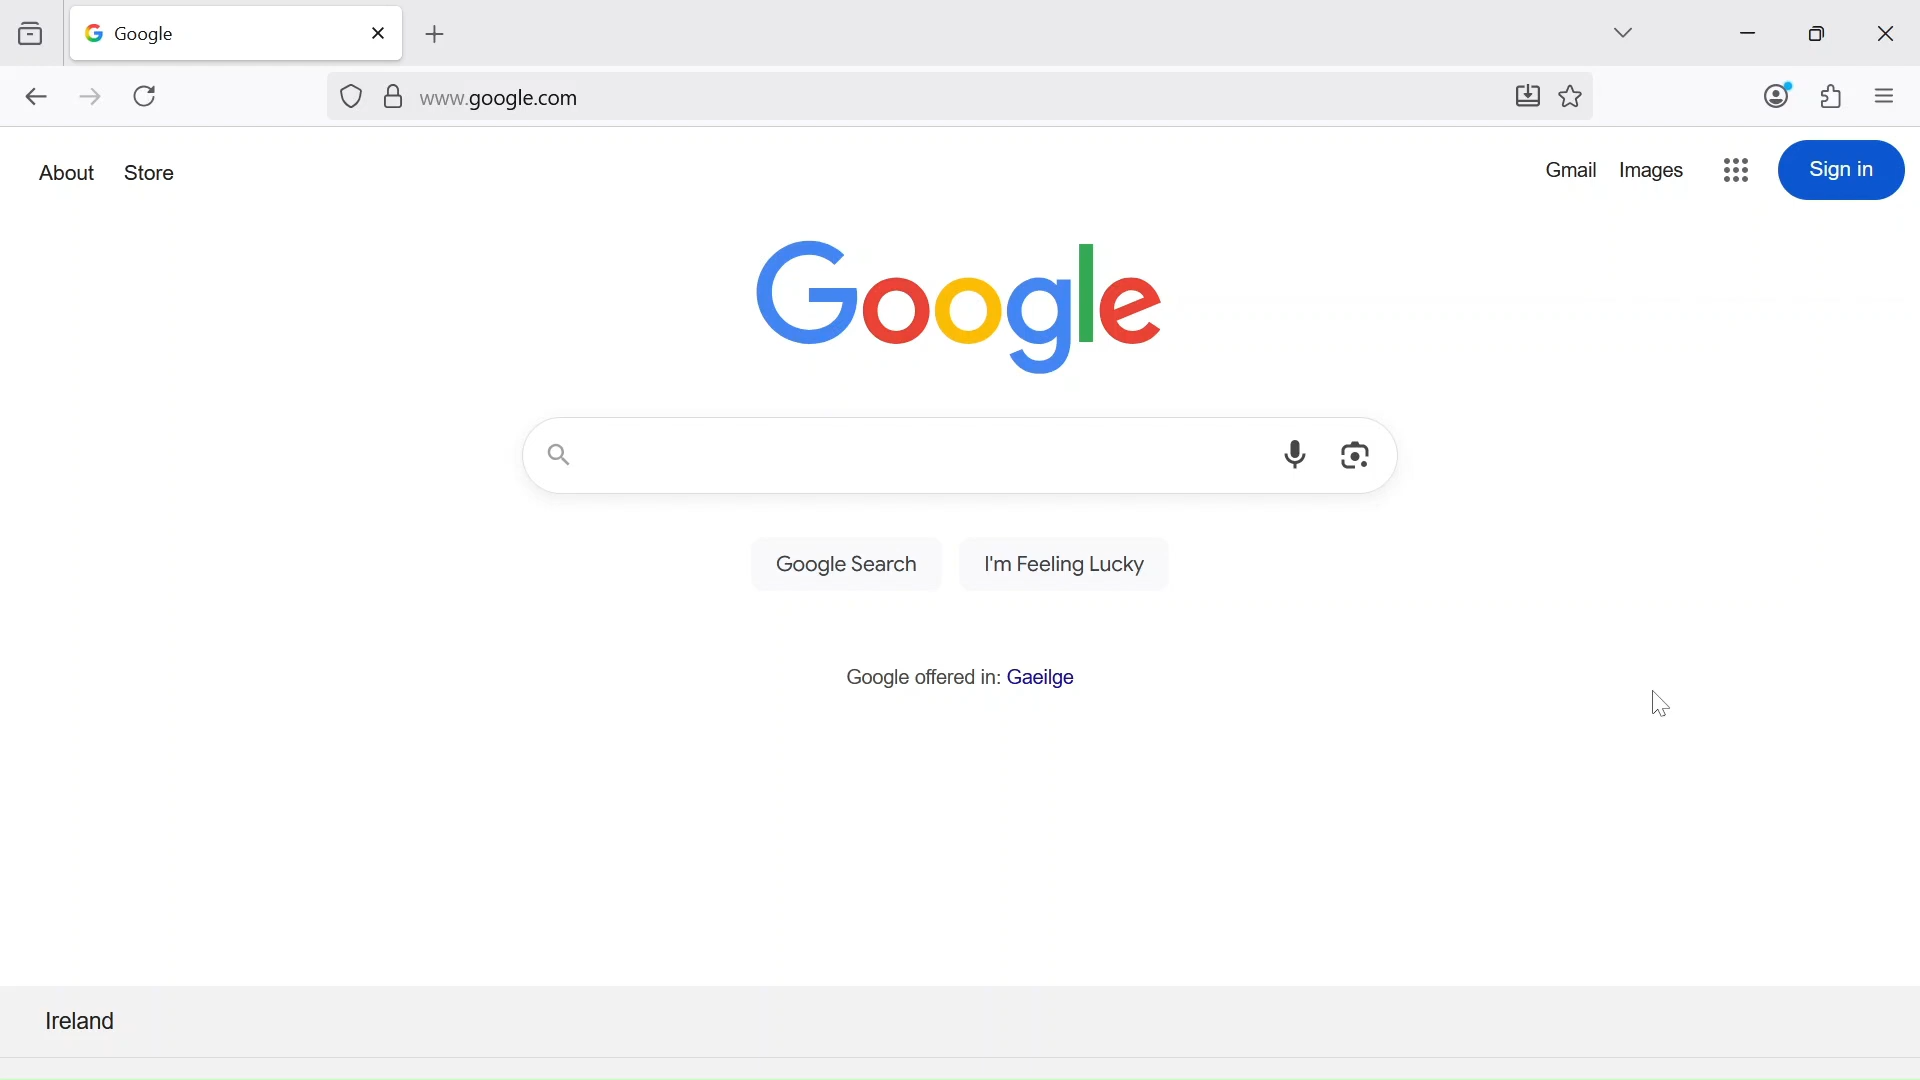 Google
www.google.com
About Store
Gmail Images Sign in
Google
Google Search I'm Feeling Lucky
Google offered in: Gaeilge
Ireland